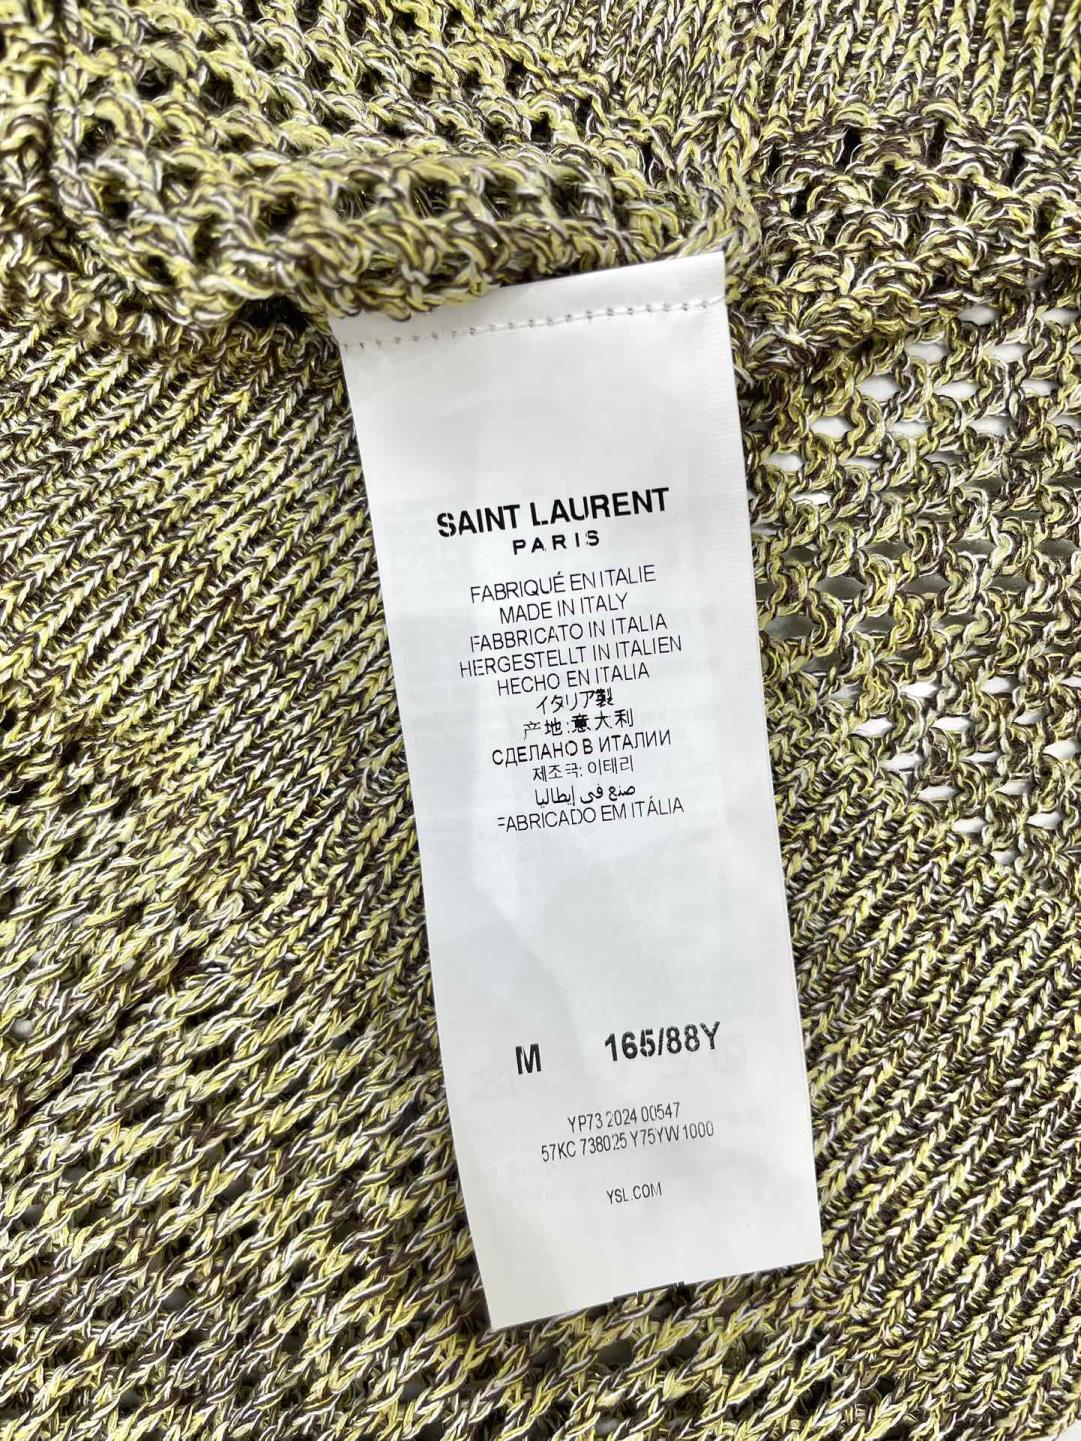 SAINT LAURENT
PARIS
FABRIQUÉ EN ITALIE
MADE IN ITALY
FABBRICATO IN ITALIA
HERGESTELLT IN ITALIEN
HECHO EN ITALIA
イタリア製
产地:意大利
СДЕЛАНО В ИТАЛИИ
제조국: 이태리
صنع في إيطاليا
FABRICADO EM ITÁLIA
M 165/88Y
YP73 2024 00547
57KC 738025 Y75YW 1000
YSL.COM